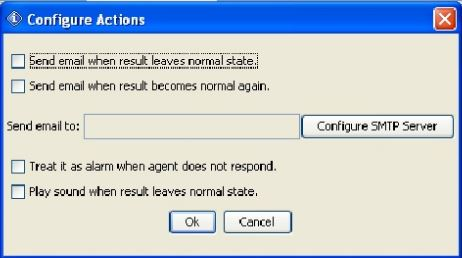 Configure Actions
Send email when result leaves normal state.
Send email when result becomes normal again.
Send email to:
Configure SMTP Server
Treat it as alarm when agent does not respond.
Play sound when result leaves normal state.
Ok
Cancel